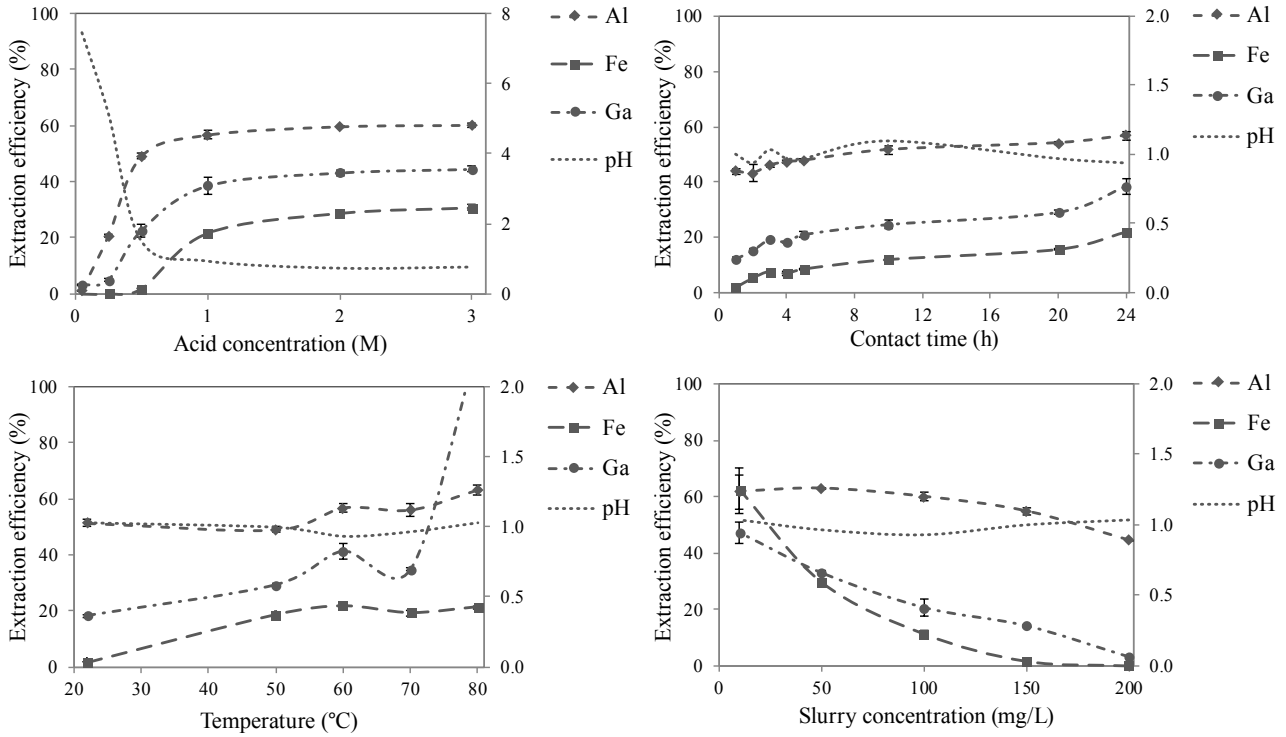 Extraction efficiency (%)
100
80
60
40
20
0
8
7
6
5
4
3
2
1
0
0
1
2
3
Acid concentration (M)
Al
Fe
Ga
pH
Extraction efficiency (%)
100
80
60
40
20
0
2.0
1.5
1.0
0.5
0.0
0
4
8
12
16
20
24
Contact time (h)
Al
Fe
Ga
pH
Extraction efficiency (%)
100
80
60
40
20
0
2.0
1.5
1.0
0.5
0.0
20
30
40
50
60
70
80
Temperature (°C)
Al
Fe
Ga
pH
Extraction efficiency (%)
100
80
60
40
20
0
2.0
1.5
1.0
0.5
0.0
0
50
100
150
200
Slurry concentration (mg/L)
Al
Fe
Ga
pH